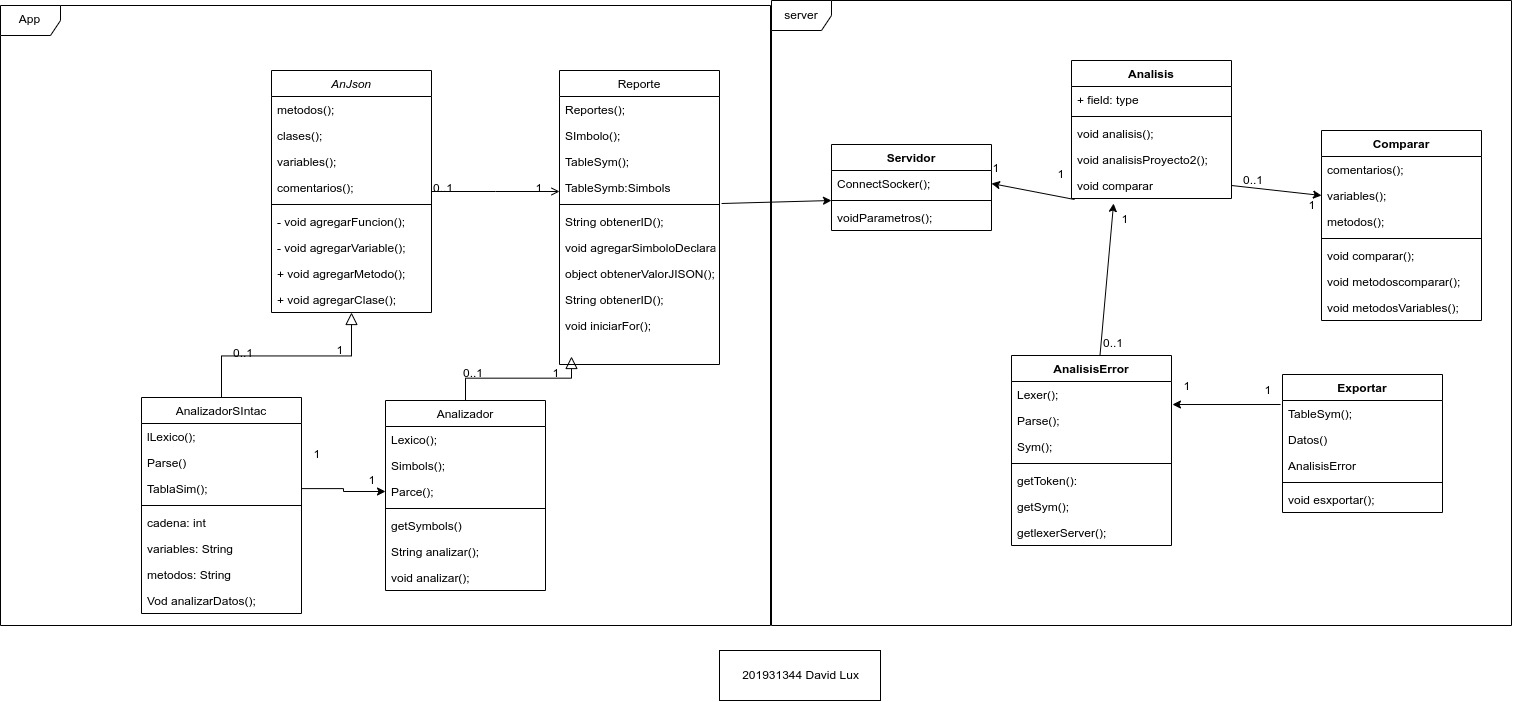 App
server
AnJson
metodos();
clases();
variables();
comentarios();
- void agregarFuncion();
- void agregarVariable();
+ void agregarMetodo();
+ void agregarClase();
0..1
1
Reporte
Reportes();
SImbolo();
TableSym();
TableSymb:Simbols
String obtenerID();
void agregarSimboloDeclara
object obtenerValorJISON();
String obtenerID();
void iniciarFor();
0..1
1
0..1
1
AnalizadorSIntac
lLexico();
Parse()
TablaSim();
cadena: int
variables: String
metodos: String
Vod analizarDatos();
1
1
Analizador
Lexico();
Simbols();
Parce();
getSymbols()
String analizar();
void analizar();
Servidor
ConnectSocker();
voidParametros();
1
1
Analisis
+ field: type
void analisis();
void analisisProyecto2();
void comparar
0..1
1
Comparar
comentarios();
variables();
metodos();
void comparar();
void metodoscomparar();
void metodosVariables();
1
0..1
AnalisisError
Lexer();
Parse();
Sym();
getToken():
getSym();
getlexerServer();
1
1
Exportar
TableSym();
Datos()
AnalisisError
void esxportar();
201931344 David Lux